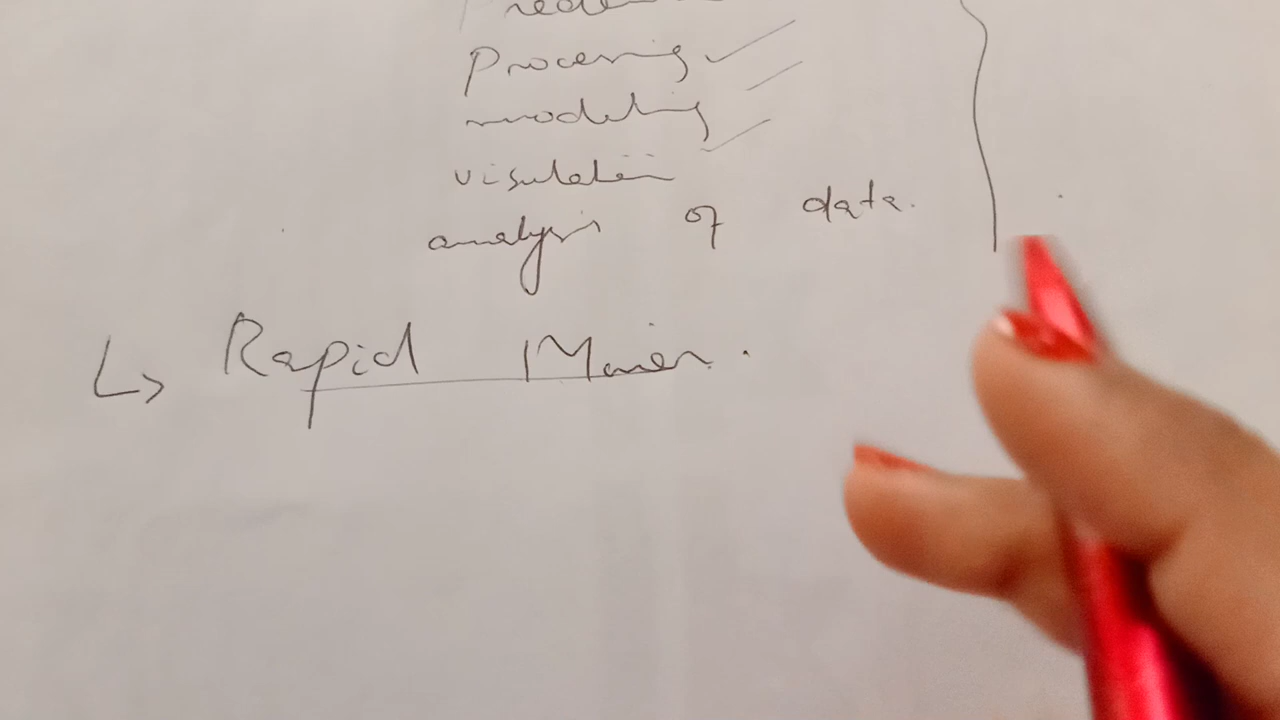 Processing
modeling
visulation
analysis of data.
Rapid Miner.